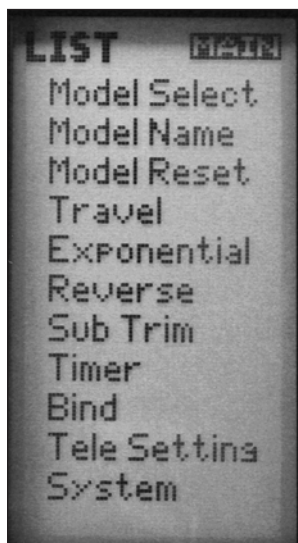 LIST MAIN
Model Select
Model Name
Model Reset
Travel
Exponential
Reverse
Sub Trim
Timer
Bind
Tele Setting
System